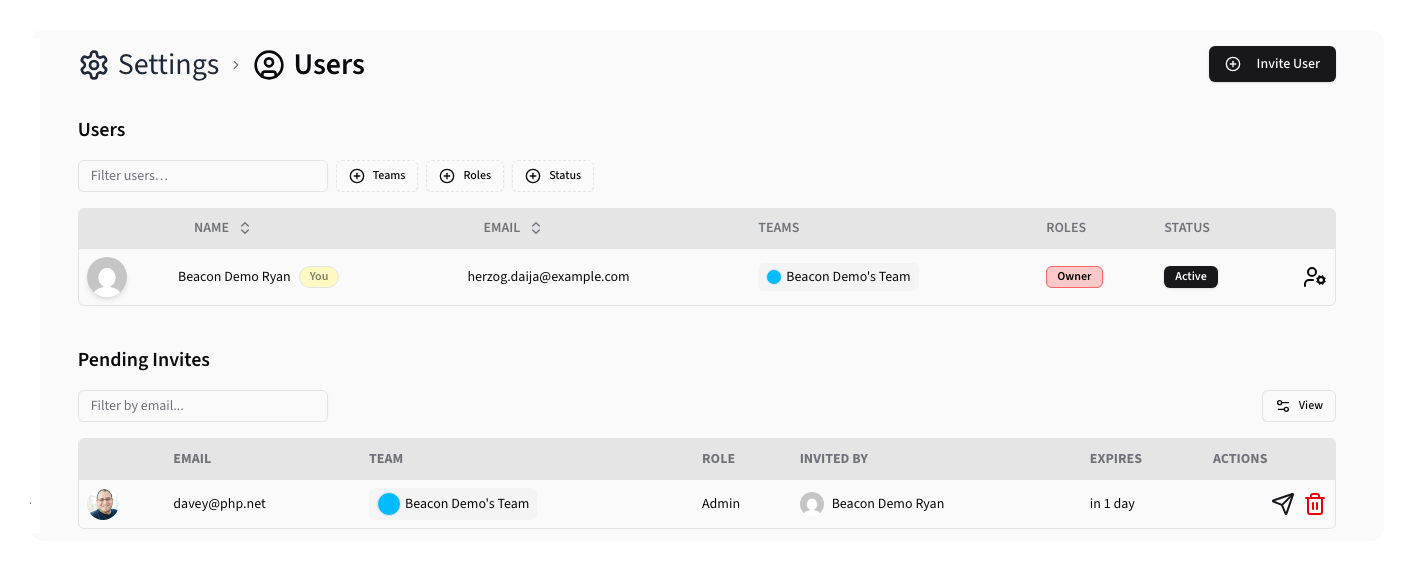 Settings › Users
Invite User
Users
Filter users…
Teams
Roles
Status
NAME EMAIL TEAMS ROLES STATUS
Beacon Demo Ryan You herzog.daija@example.com Beacon Demo's Team Owner Active
Pending Invites
Filter by email...
View
EMAIL TEAM ROLE INVITED BY EXPIRES ACTIONS
davey@php.net Beacon Demo's Team Admin Beacon Demo Ryan in 1 day